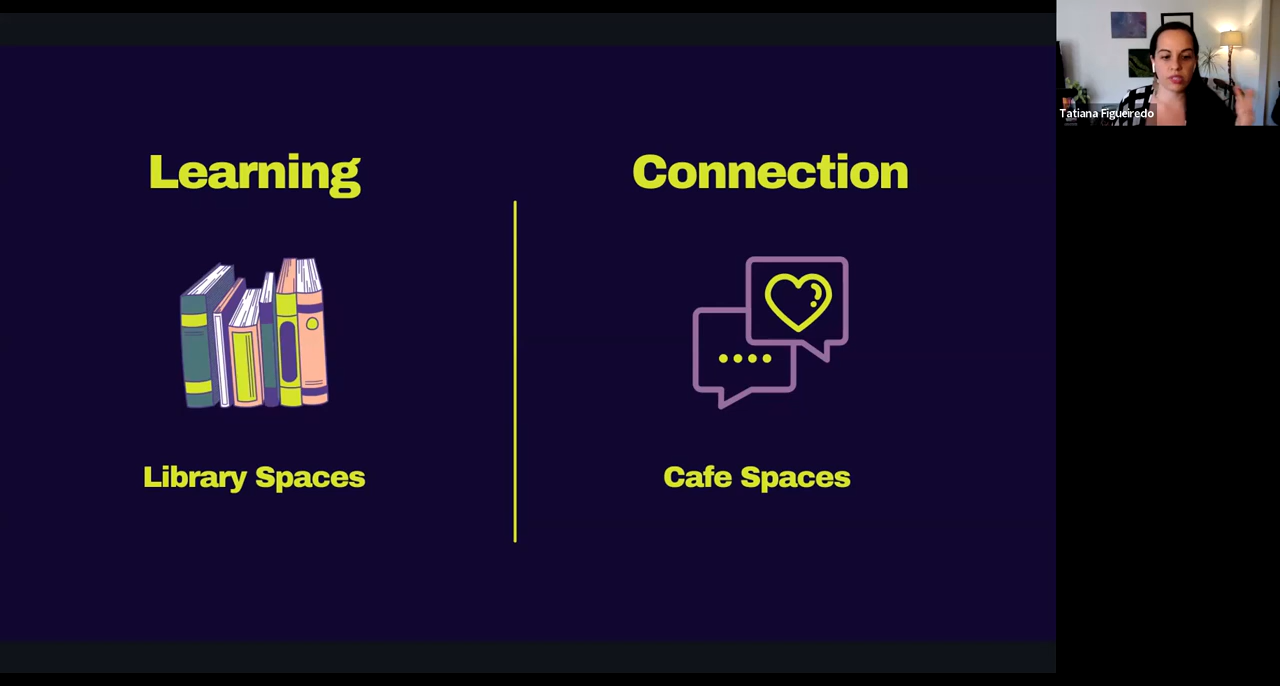 Learning
Connection
Library Spaces
Cafe Spaces
Tatiana Figueiredo